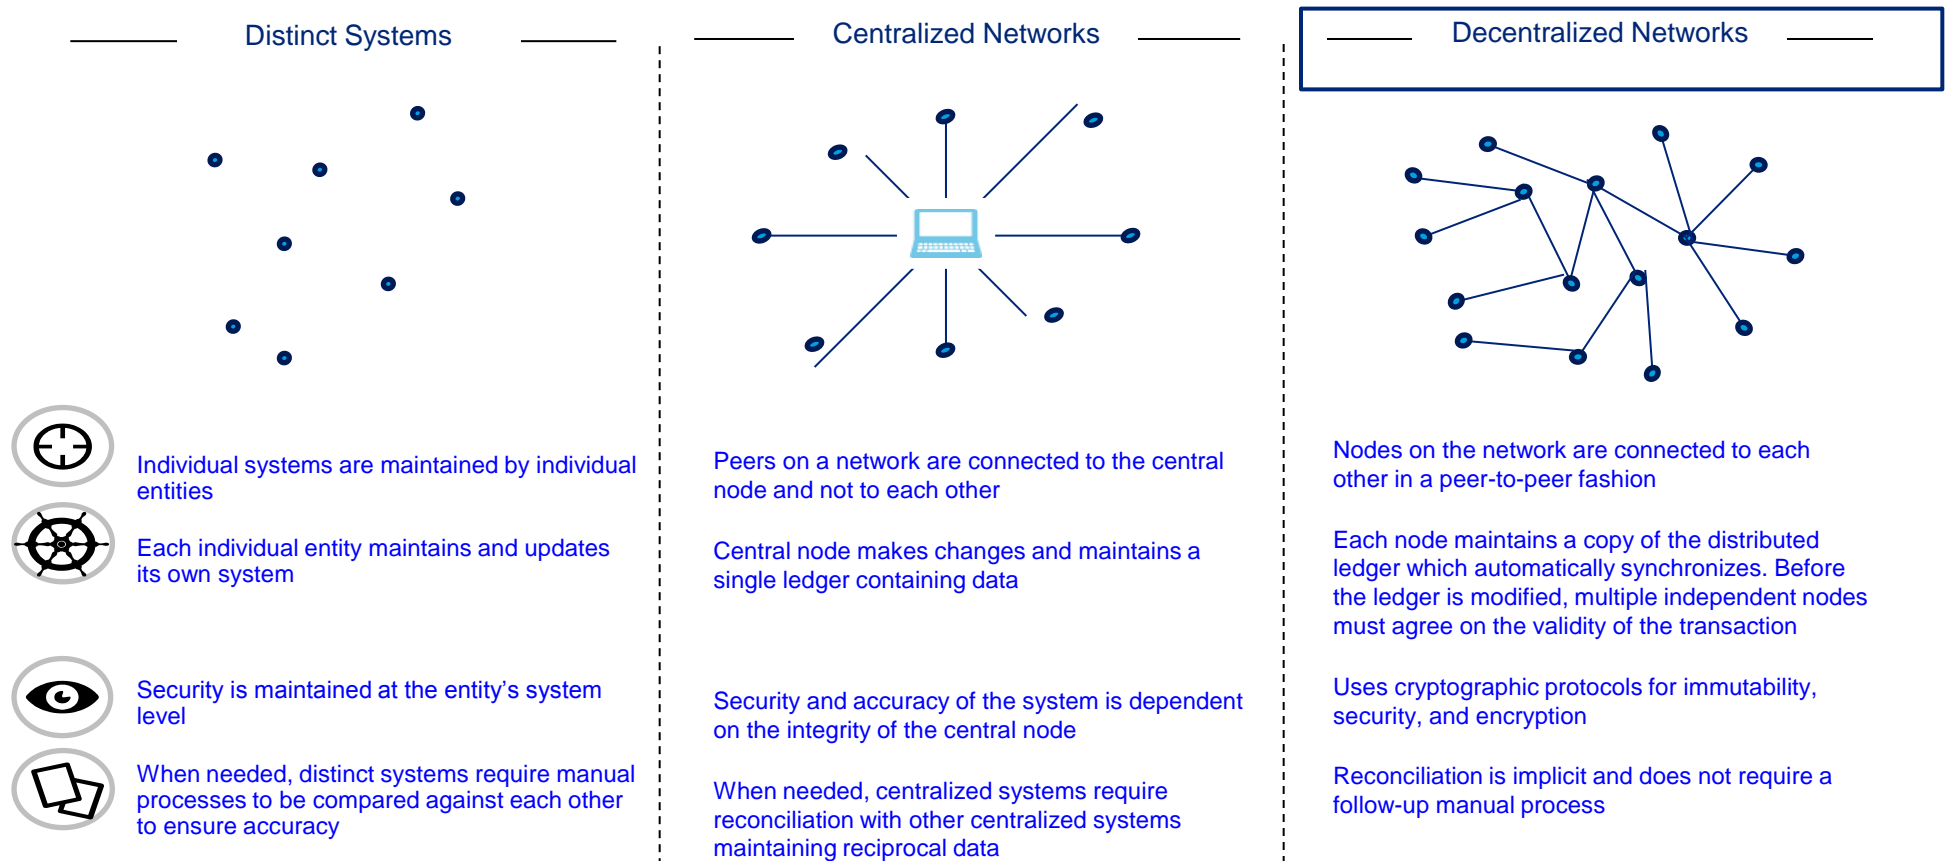 Distinct Systems
Individual systems are maintained by individual
entities
Each individual entity maintains and updates
its own system
Security is maintained at the entity’s system
level
When needed, distinct systems require manual
processes to be compared against each other
to ensure accuracy
Centralized Networks
Peers on a network are connected to the central
node and not to each other
Central node makes changes and maintains a
single ledger containing data
Security and accuracy of the system is dependent
on the integrity of the central node
When needed, centralized systems require
reconciliation with other centralized systems
maintaining reciprocal data
Decentralized Networks
Nodes on the network are connected to each
other in a peer-to-peer fashion
Each node maintains a copy of the distributed
ledger which automatically synchronizes. Before
the ledger is modified, multiple independent nodes
must agree on the validity of the transaction
Uses cryptographic protocols for immutability,
security, and encryption
Reconciliation is implicit and does not require a
follow-up manual process